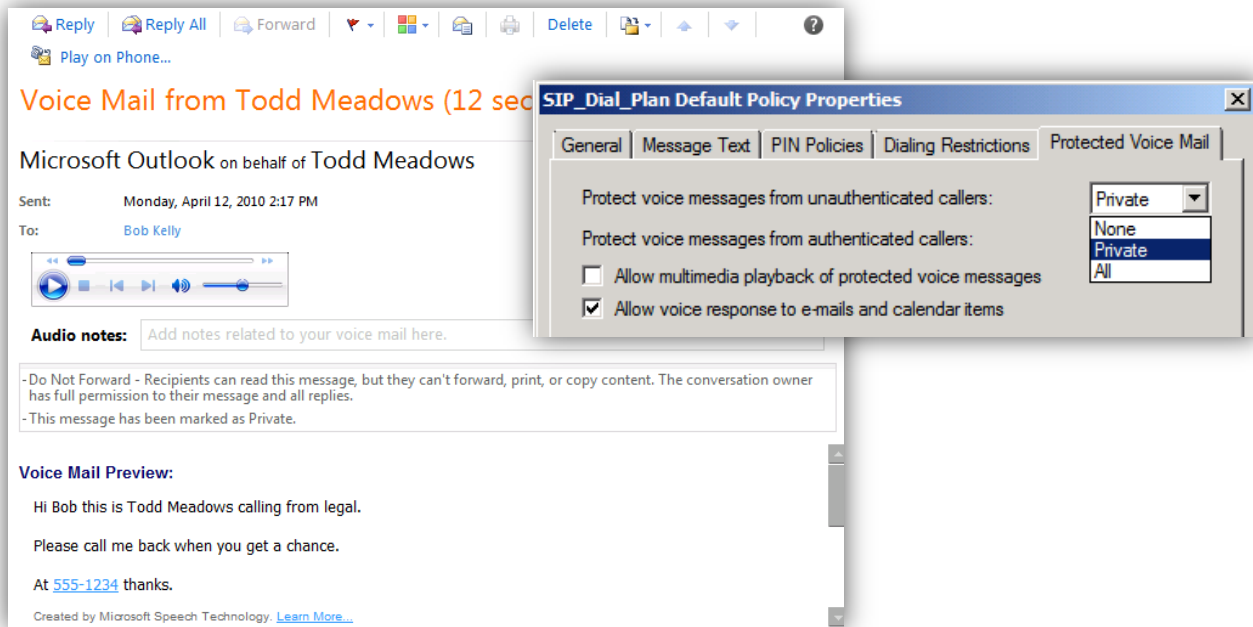 Reply Reply All Forward Delete ?
Play on Phone...
Voice Mail from Todd Meadows (12 sec
Microsoft Outlook on behalf of Todd Meadows
Sent: Monday, April 12, 2010 2:17 PM
To: Bob Kelly
Audio notes: Add notes related to your voice mail here.
- Do Not Forward - Recipients can read this message, but they can't forward, print, or copy content. The conversation owner
has full permission to their message and all replies.
- This message has been marked as Private.
Voice Mail Preview:
Hi Bob this is Todd Meadows calling from legal.
Please call me back when you get a chance.
At 555-1234 thanks.
Created by Microsoft Speech Technology. Learn More...
SIP_Dial_Plan Default Policy Properties
General Message Text PIN Policies Dialing Restrictions Protected Voice Mail
Protect voice messages from unauthenticated callers: Private
None
Protect voice messages from authenticated callers: Private
All
Allow multimedia playback of protected voice messages
Allow voice response to e-mails and calendar items